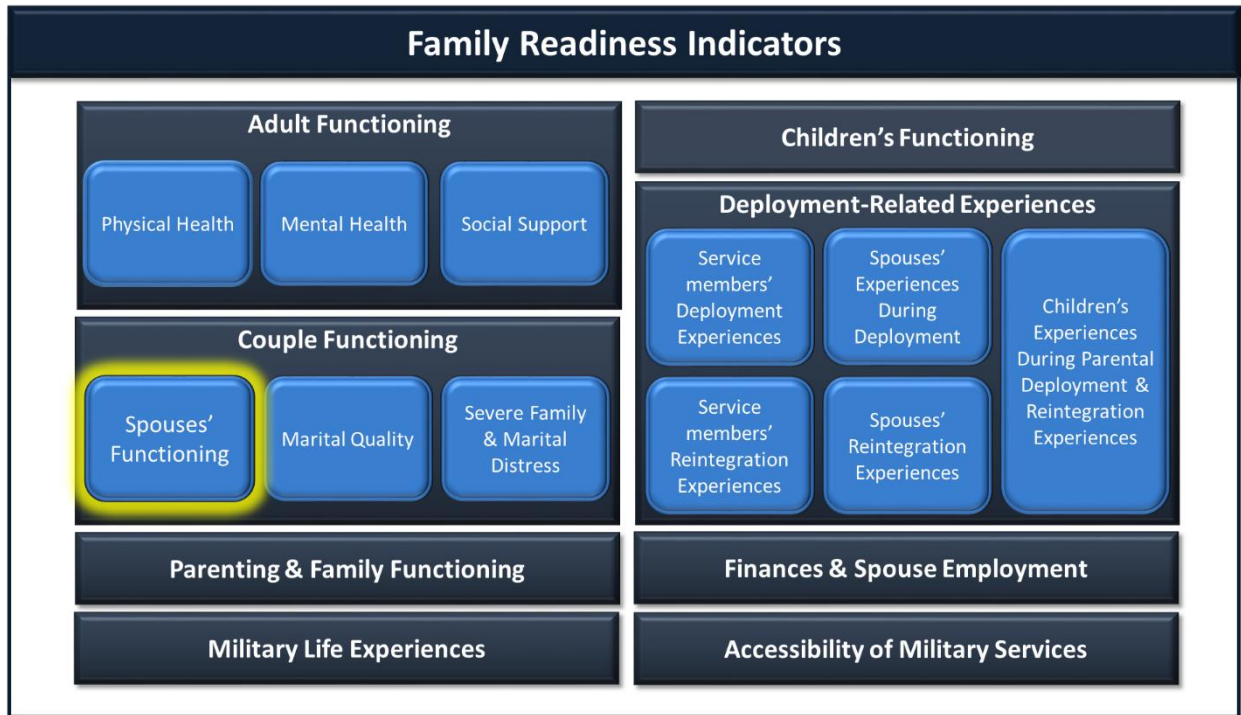 Family Readiness Indicators
Adult Functioning
Physical Health
Mental Health
Social Support
Couple Functioning
Spouses’
Functioning
Marital Quality
Severe Family
& Marital
Distress
Parenting & Family Functioning
Military Life Experiences
Children’s Functioning
Deployment-Related Experiences
Service
members’
Deployment
Experiences
Spouses’
Experiences
During
Deployment
Service
members’
Reintegration
Experiences
Spouses’
Reintegration
Experiences
Children’s
Experiences
During Parental
Deployment &
Reintegration
Experiences
Finances & Spouse Employment
Accessibility of Military Services